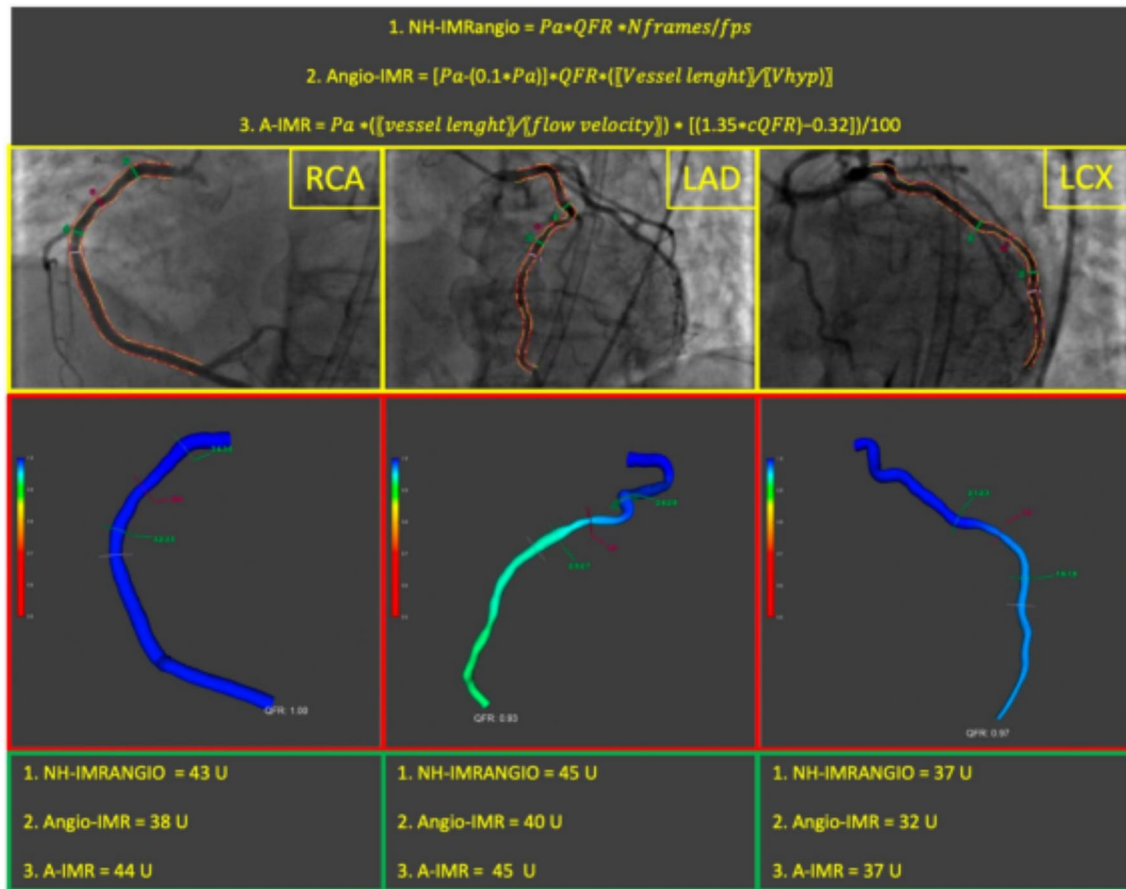 1. NH-IMRangio = Pa*QFR *Nframes/fps
2. Angio-IMR = [Pa-(0.1*Pa)]*QFR*(〖Vessel lenght〗/〖Vhyp)〗
3. A-IMR = Pa *(〖vessel lenght〗/〖flow velocity〗) * [(1.35*cQFR)−0.32])/100
RCA
LAD
LCX
QFR: 1.00
QFR: 0.93
QFR: 0.97
1. NH-IMRANGIO = 43 U
2. Angio-IMR = 38 U
3. A-IMR = 44 U
1. NH-IMRANGIO = 45 U
2. Angio-IMR = 40 U
3. A-IMR = 45 U
1. NH-IMRANGIO = 37 U
2. Angio-IMR = 32 U
3. A-IMR = 37 U